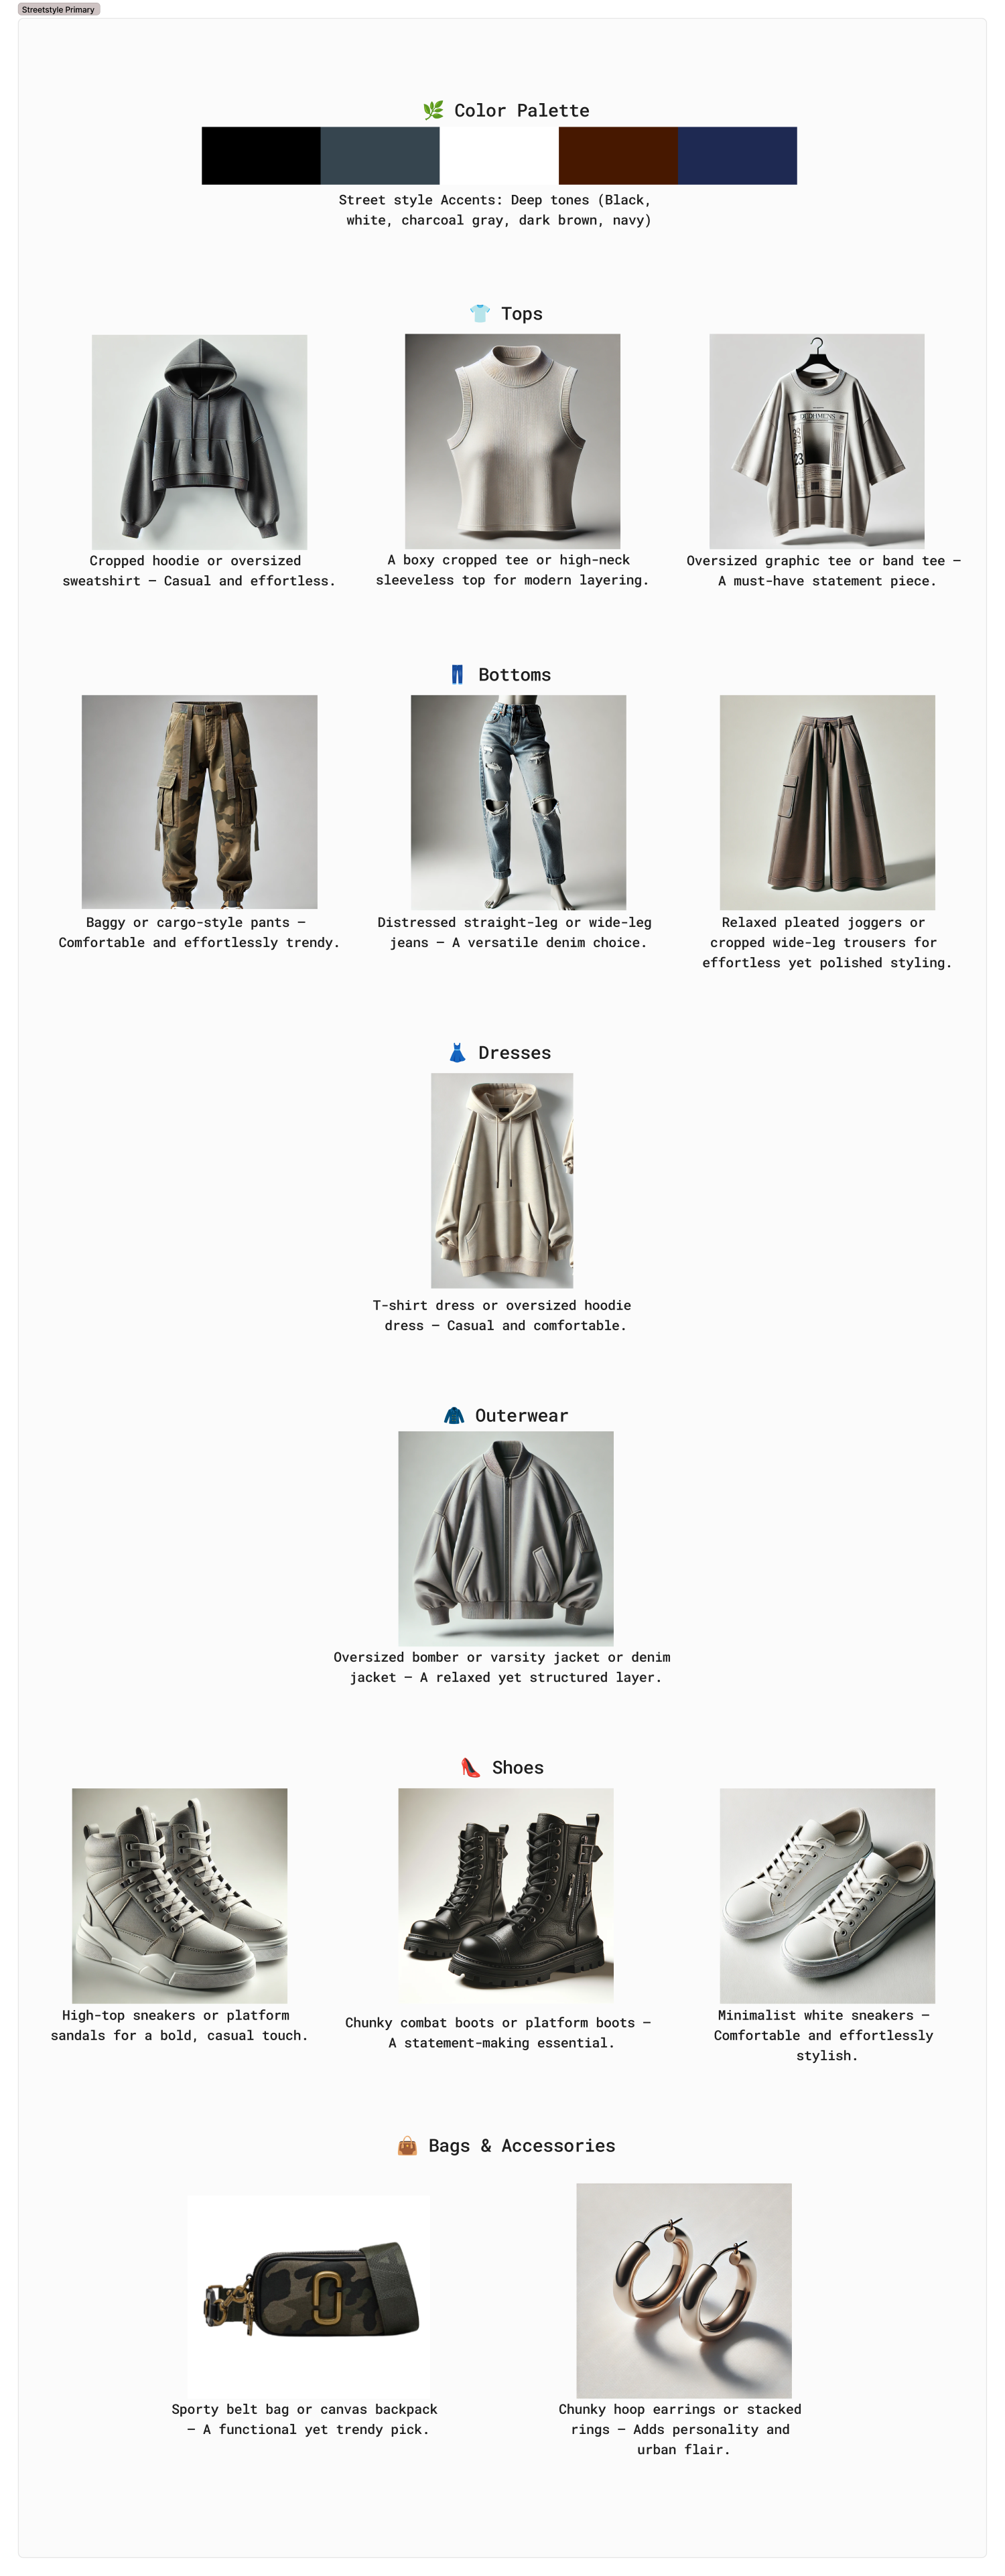 Streetstyle Primary
🌿 Color Palette
Street style Accents: Deep tones (Black,
white, charcoal gray, dark brown, navy)
👕 Tops
Cropped hoodie or oversized
sweatshirt – Casual and effortless.
A boxy cropped tee or high-neck
sleeveless top for modern layering.
23
Oversized graphic tee or band tee –
A must-have statement piece.
👖 Bottoms
Baggy or cargo-style pants –
Comfortable and effortlessly trendy.
Distressed straight-leg or wide-leg
jeans – A versatile denim choice.
Relaxed pleated joggers or
cropped wide-leg trousers for
effortless yet polished styling.
👗 Dresses
T-shirt dress or oversized hoodie
dress – Casual and comfortable.
🧥 Outerwear
Oversized bomber or varsity jacket or denim
jacket – A relaxed yet structured layer.
👠 Shoes
High-top sneakers or platform
sandals for a bold, casual touch.
Chunky combat boots or platform boots –
A statement-making essential.
Minimalist white sneakers –
Comfortable and effortlessly
stylish.
👜 Bags & Accessories
Sporty belt bag or canvas backpack
– A functional yet trendy pick.
Chunky hoop earrings or stacked
rings – Adds personality and
urban flair.